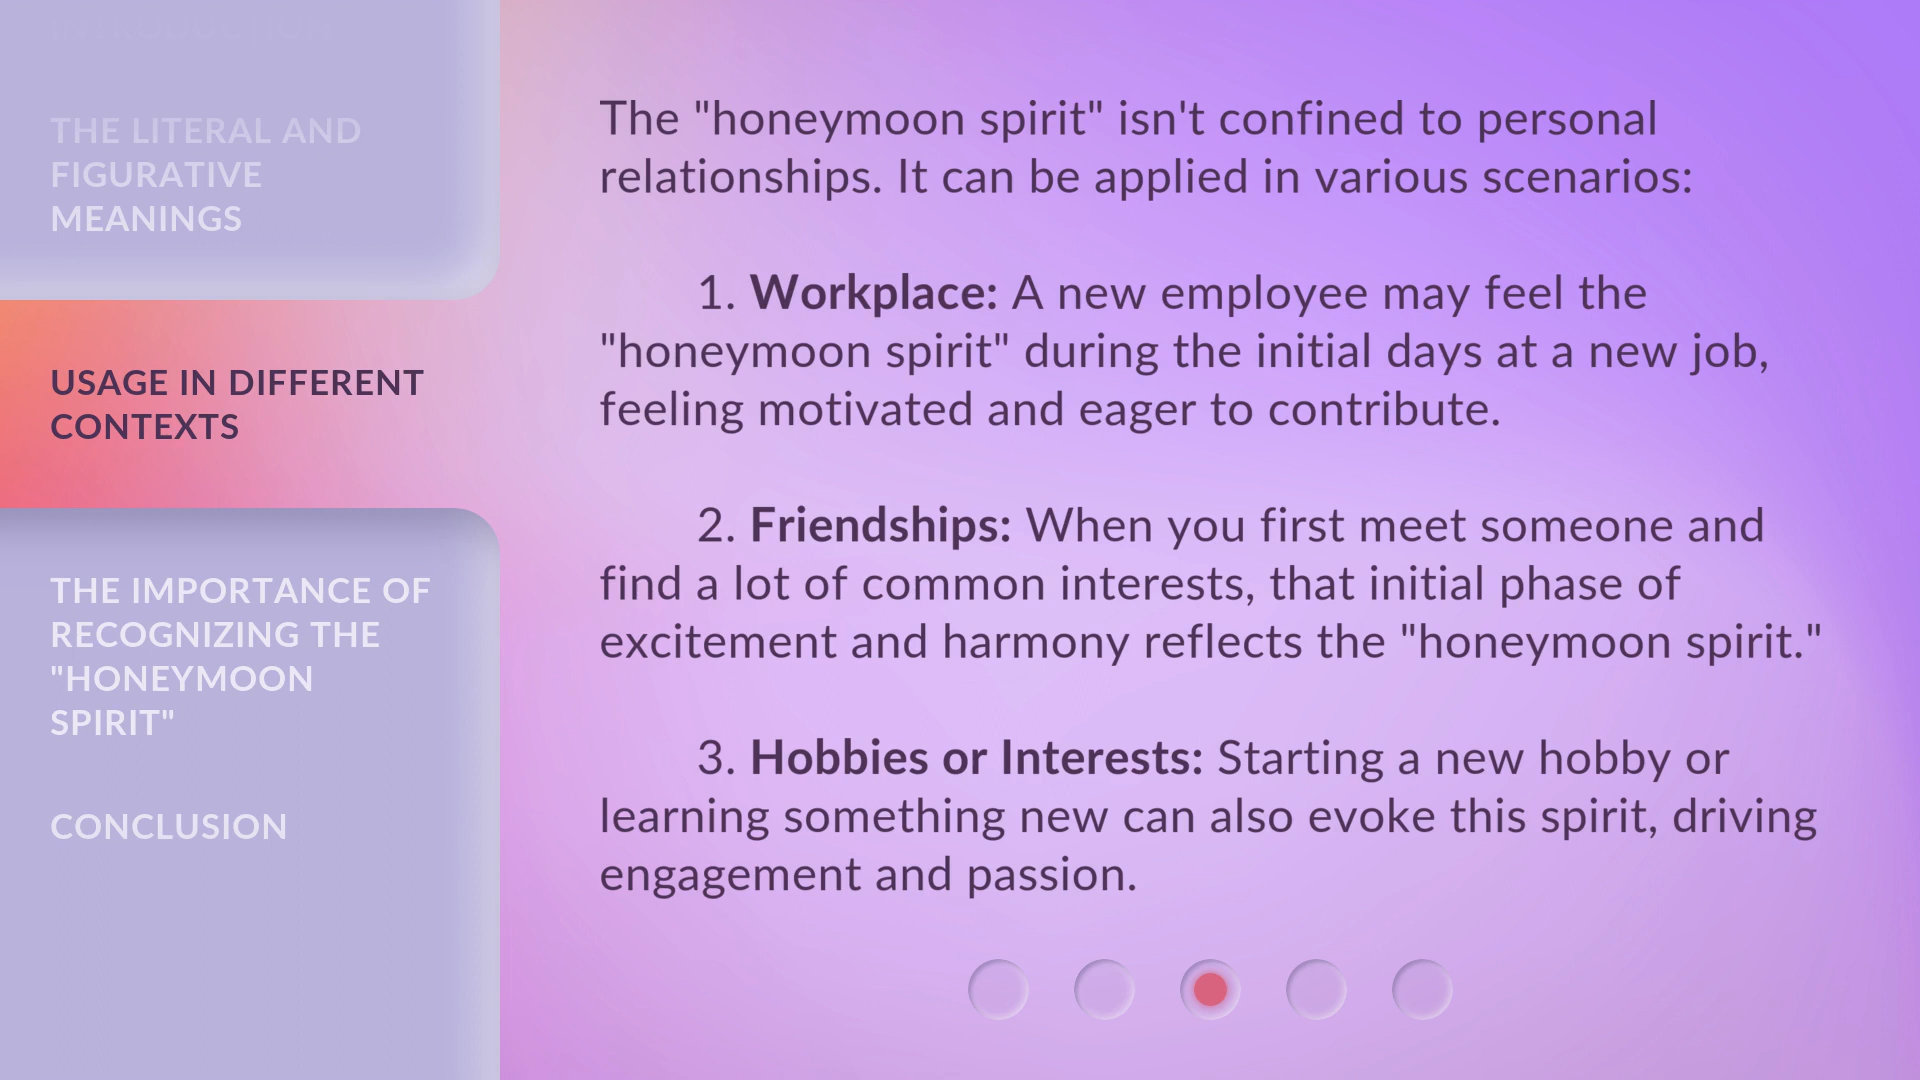 INTRODUCTION
THE LITERAL AND
FIGURATIVE
MEANINGS
USAGE IN DIFFERENT
CONTEXTS
THE IMPORTANCE OF
RECOGNIZING THE
"HONEYMOON
SPIRIT"
CONCLUSION
The "honeymoon spirit" isn't confined to personal
relationships. It can be applied in various scenarios:
1. Workplace: A new employee may feel the
"honeymoon spirit" during the initial days at a new job,
feeling motivated and eager to contribute.
2. Friendships: When you first meet someone and
find a lot of common interests, that initial phase of
excitement and harmony reflects the "honeymoon spirit."
3. Hobbies or Interests: Starting a new hobby or
learning something new can also evoke this spirit, driving
engagement and passion.